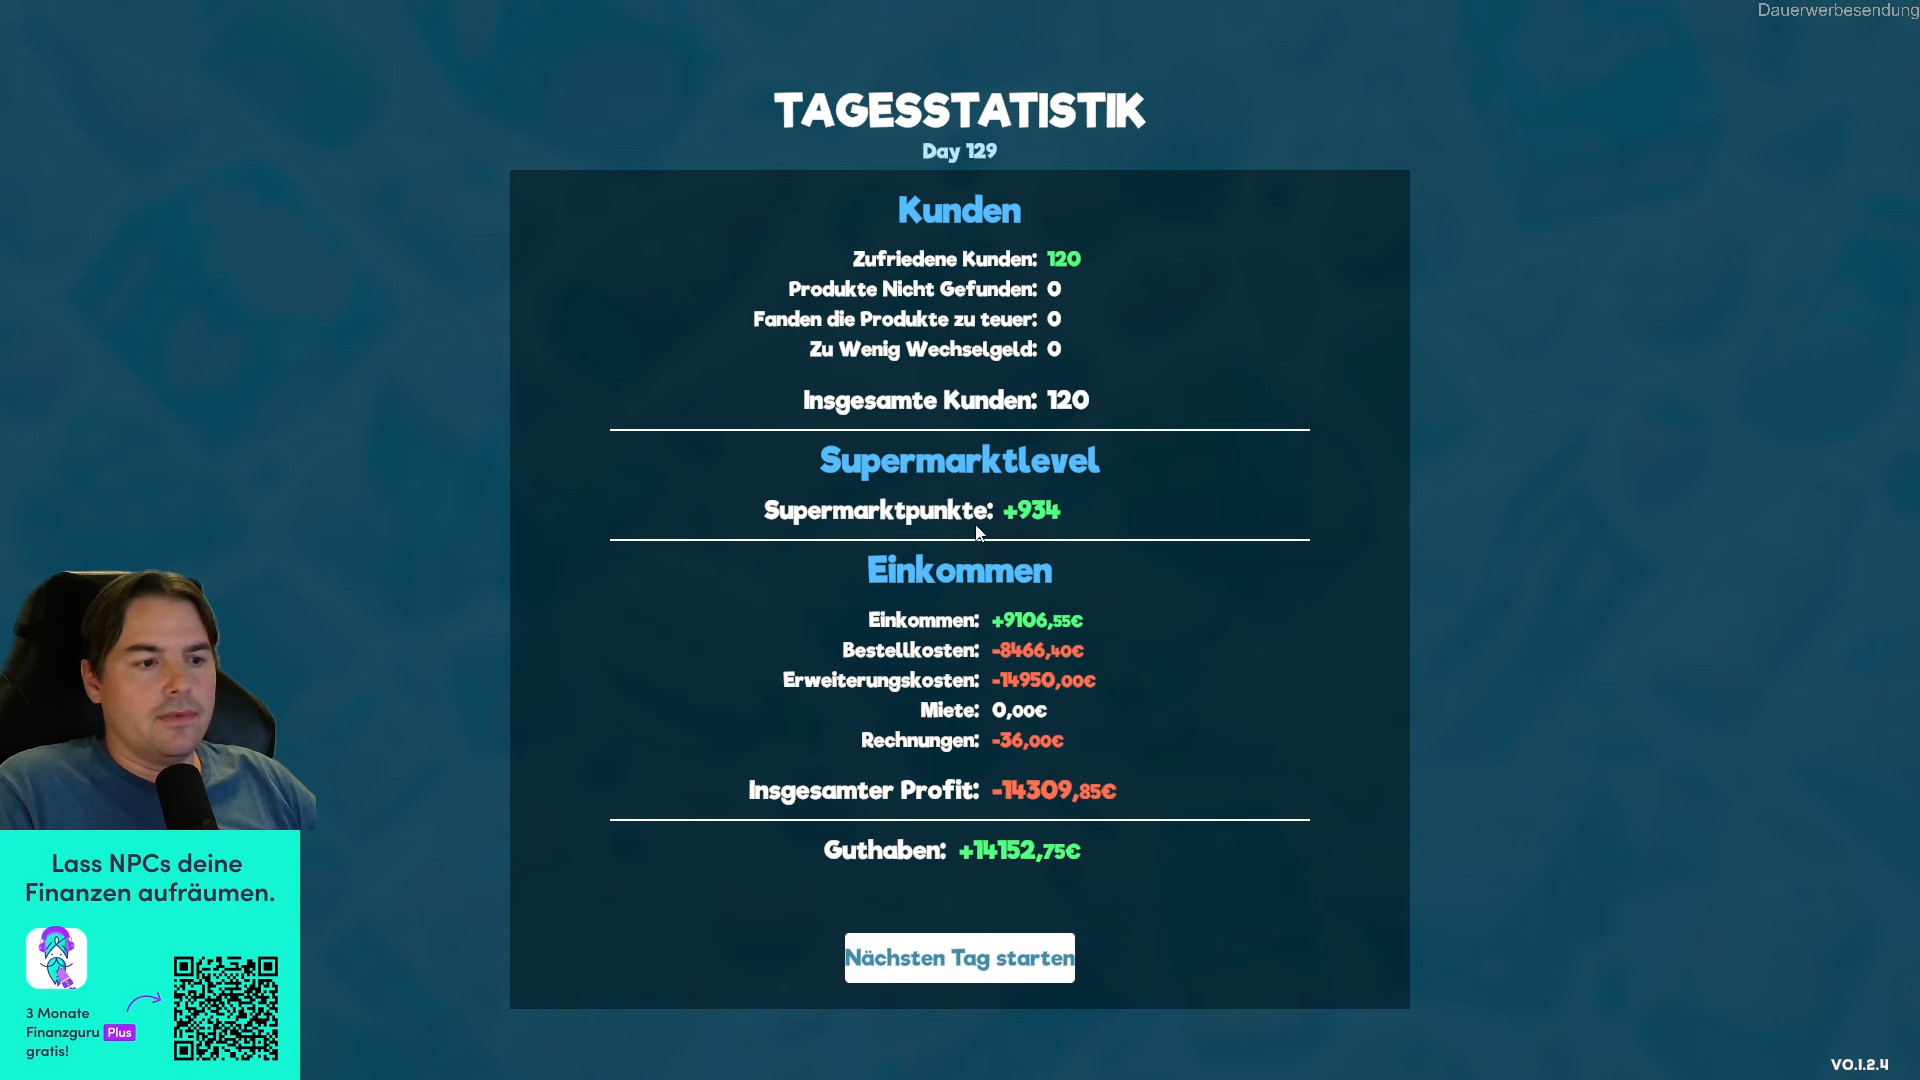 Dauerwerbesendung
TAGESSTATISTIK
Day 129
Kunden
Zufriedene Kunden: 120
Produkte Nicht Gefunden: 0
Fanden die Produkte zu teuer: 0
Zu Wenig Wechselgeld: 0
Insgesamte Kunden: 120
Supermarktlevel
Supermarktpunkte: +934
Einkommen
Einkommen: +9106,55€
Bestellkosten: -8466,40€
Erweiterungskosten: -14950,00€
Miete: 0,00€
Rechnungen: -36,00€
Insgesamter Profit: -14309,85€
Guthaben: +14152,75€
Nächsten Tag starten
Lass NPCs deine
Finanzen aufräumen.
3 Monate
Finanzguru Plus
gratis!
V0.1.2.4